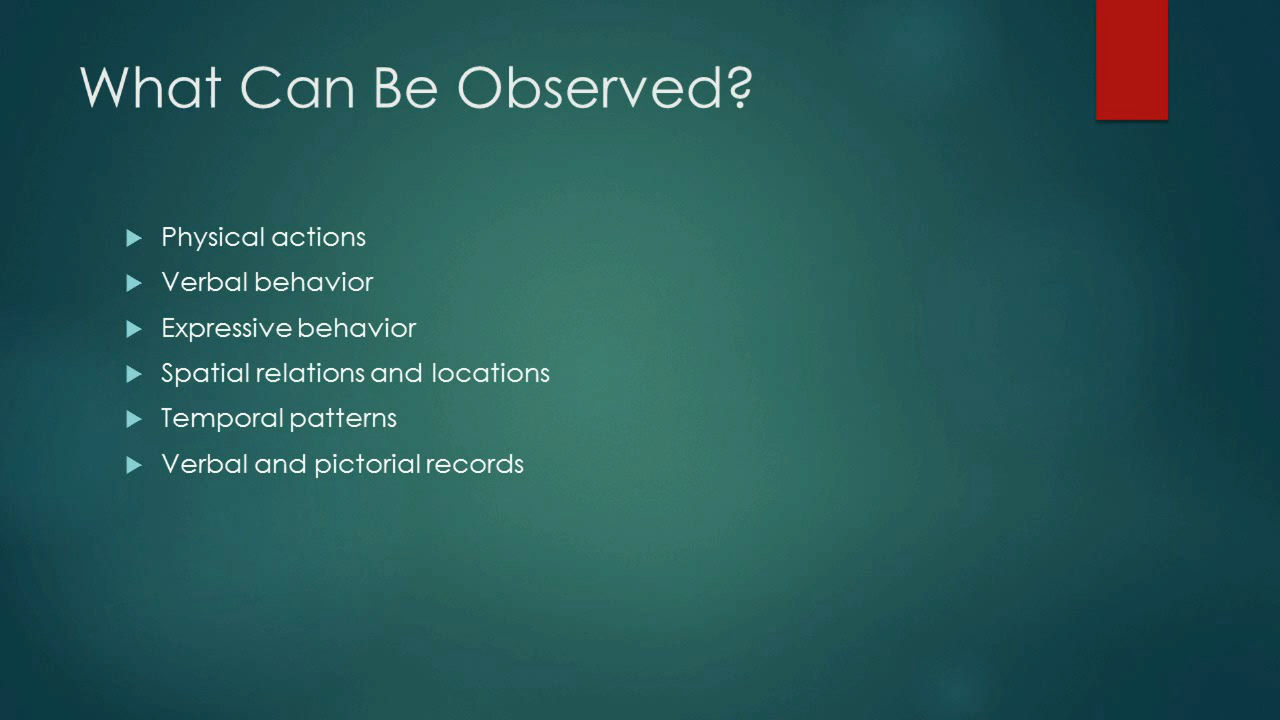 What Can Be Observed?
Physical actions
Verbal behavior
Expressive behavior
Spatial relations and locations
Temporal patterns
Verbal and pictorial records